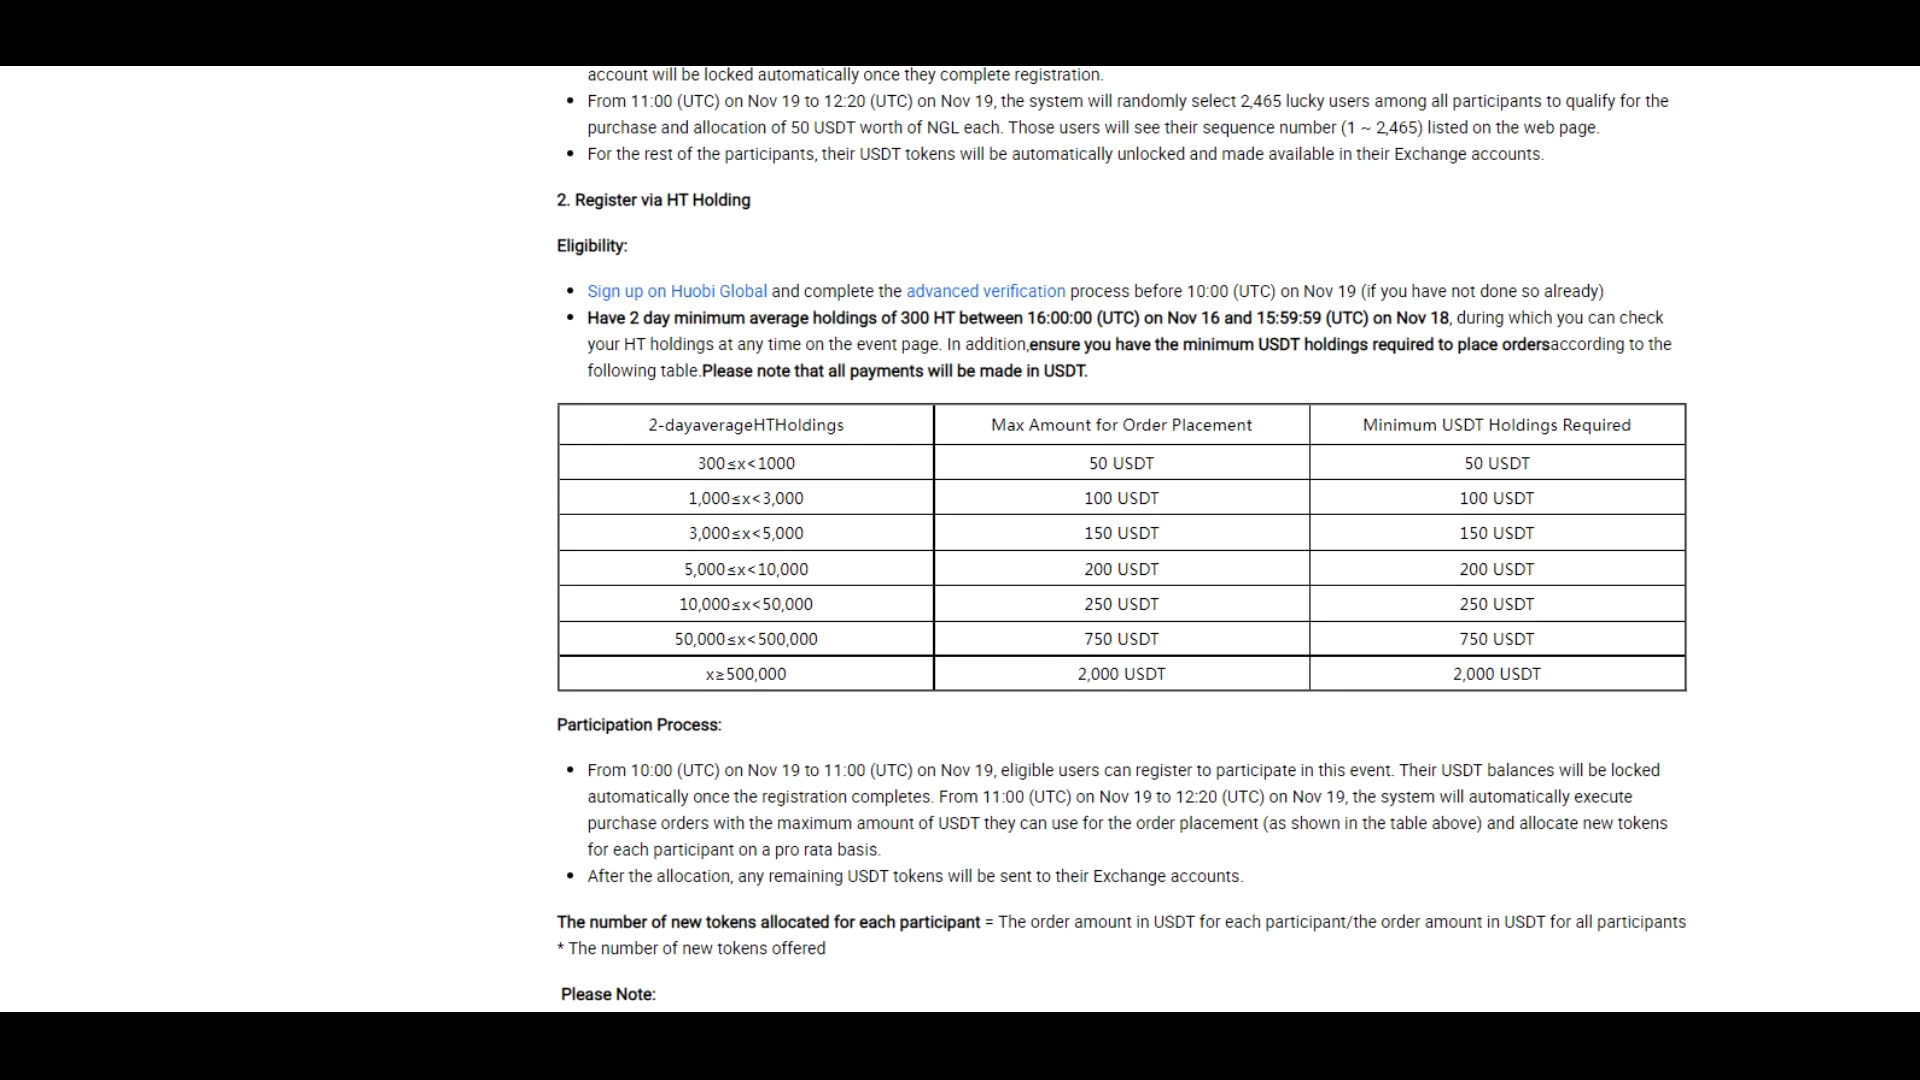 account will be locked automatically once they complete registration.
• From 11:00 (UTC) on Nov 19 to 12:20 (UTC) on Nov 19, the system will randomly select 2,465 lucky users among all participants to qualify for the
purchase and allocation of 50 USDT worth of NGL each. Those users will see their sequence number (1 ~ 2,465) listed on the web page.
• For the rest of the participants, their USDT tokens will be automatically unlocked and made available in their Exchange accounts.
2. Register via HT Holding
Eligibility:
• Sign up on Huobi Global and complete the advanced verification process before 10:00 (UTC) on Nov 19 (if you have not done so already)
• Have 2 day minimum average holdings of 300 HT between 16:00:00 (UTC) on Nov 16 and 15:59:59 (UTC) on Nov 18, during which you can check
your HT holdings at any time on the event page. In addition,ensure you have the minimum USDT holdings required to place ordersaccording to the
following table.Please note that all payments will be made in USDT.
2-dayaverageHTHoldings Max Amount for Order Placement Minimum USDT Holdings Required
300≤x<1000 50 USDT 50 USDT
1,000≤x<3,000 100 USDT 100 USDT
3,000≤x<5,000 150 USDT 150 USDT
5,000≤x<10,000 200 USDT 200 USDT
10,000≤x<50,000 250 USDT 250 USDT
50,000≤x<500,000 750 USDT 750 USDT
x≥500,000 2,000 USDT 2,000 USDT
Participation Process:
• From 10:00 (UTC) on Nov 19 to 11:00 (UTC) on Nov 19, eligible users can register to participate in this event. Their USDT balances will be locked
automatically once the registration completes. From 11:00 (UTC) on Nov 19 to 12:20 (UTC) on Nov 19, the system will automatically execute
purchase orders with the maximum amount of USDT they can use for the order placement (as shown in the table above) and allocate new tokens
for each participant on a pro rata basis.
• After the allocation, any remaining USDT tokens will be sent to their Exchange accounts.
The number of new tokens allocated for each participant = The order amount in USDT for each participant/the order amount in USDT for all participants
* The number of new tokens offered
Please Note: